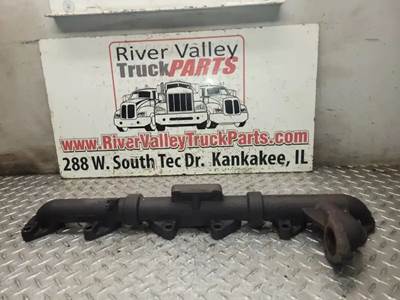 River Valley
TruckPARTS
www.RiverValleyTruckParts.com
288 W. South Tec Dr. Kankakee, IL